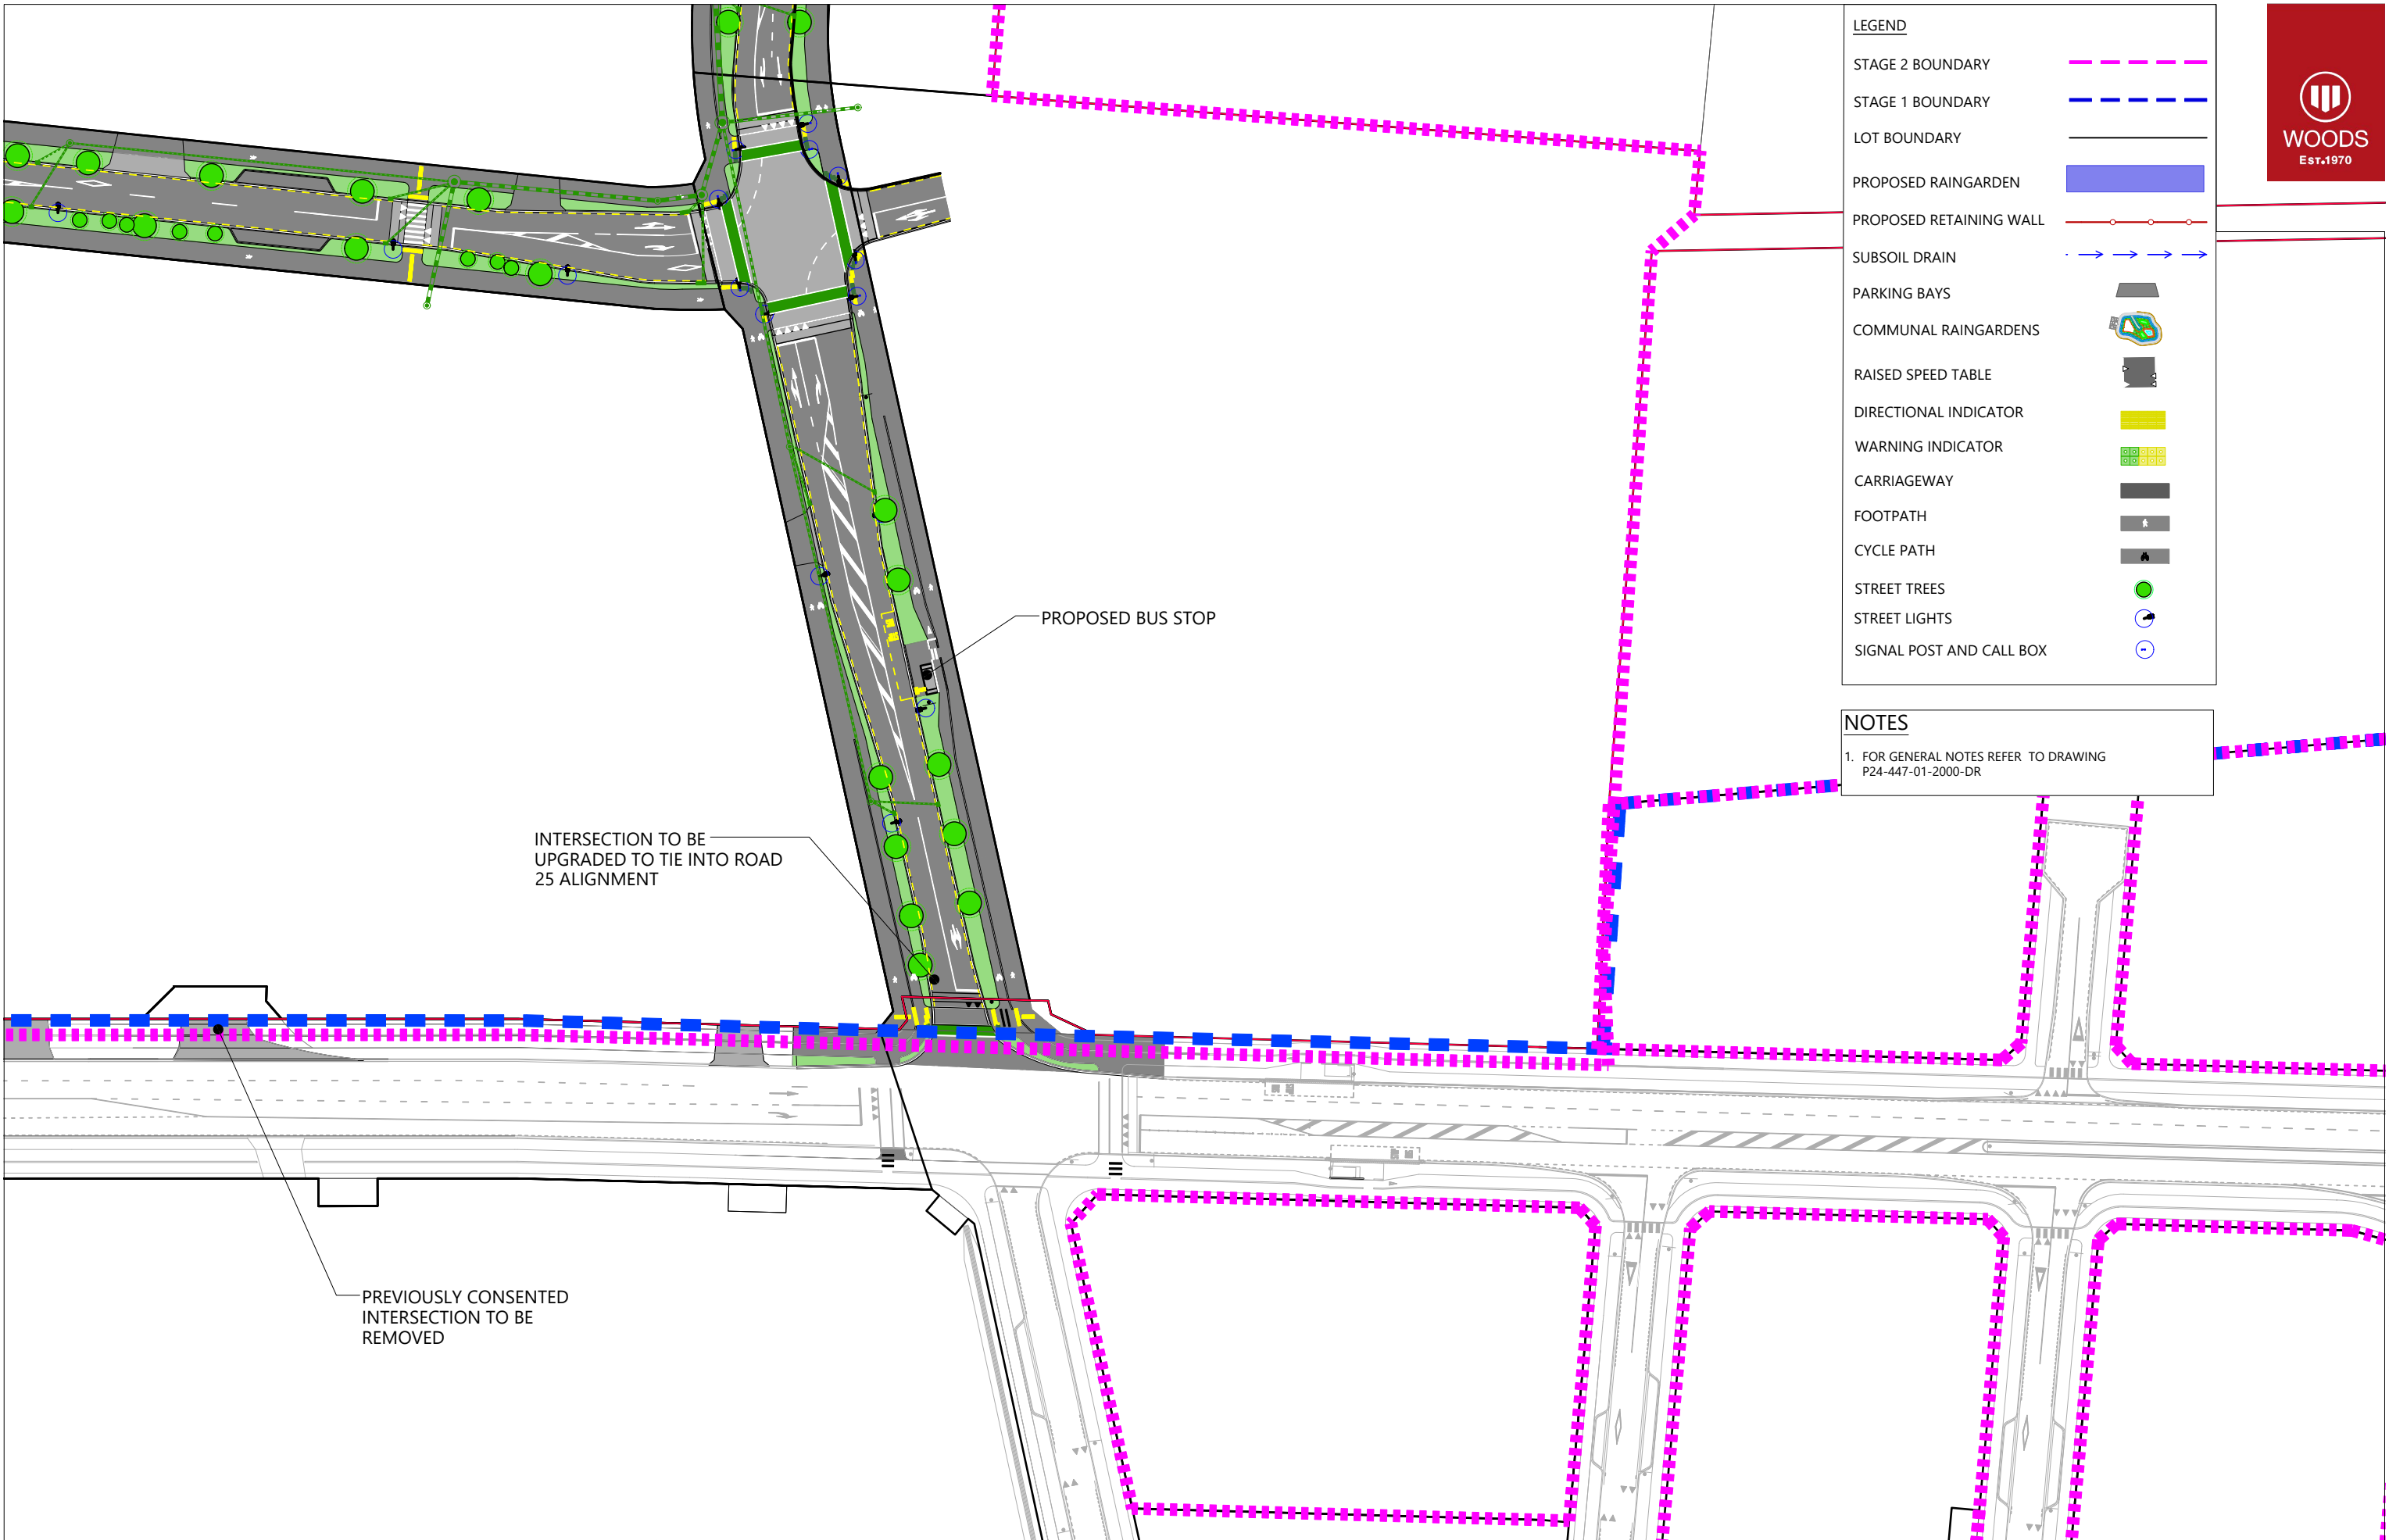 LEGEND
STAGE 2 BOUNDARY
STAGE 1 BOUNDARY
LOT BOUNDARY
PROPOSED RAINGARDEN
PROPOSED RETAINING WALL
SUBSOIL DRAIN
PARKING BAYS
COMMUNAL RAINGARDENS
RAISED SPEED TABLE
DIRECTIONAL INDICATOR
WARNING INDICATOR
CARRIAGEWAY
FOOTPATH
CYCLE PATH
STREET TREES
STREET LIGHTS
SIGNAL POST AND CALL BOX
WOODS
EST.1970
NOTES
1. FOR GENERAL NOTES REFER TO DRAWING
P24-447-01-2000-DR
PROPOSED BUS STOP
INTERSECTION TO BE
UPGRADED TO TIE INTO ROAD
25 ALIGNMENT
PREVIOUSLY CONSENTED
INTERSECTION TO BE
REMOVED